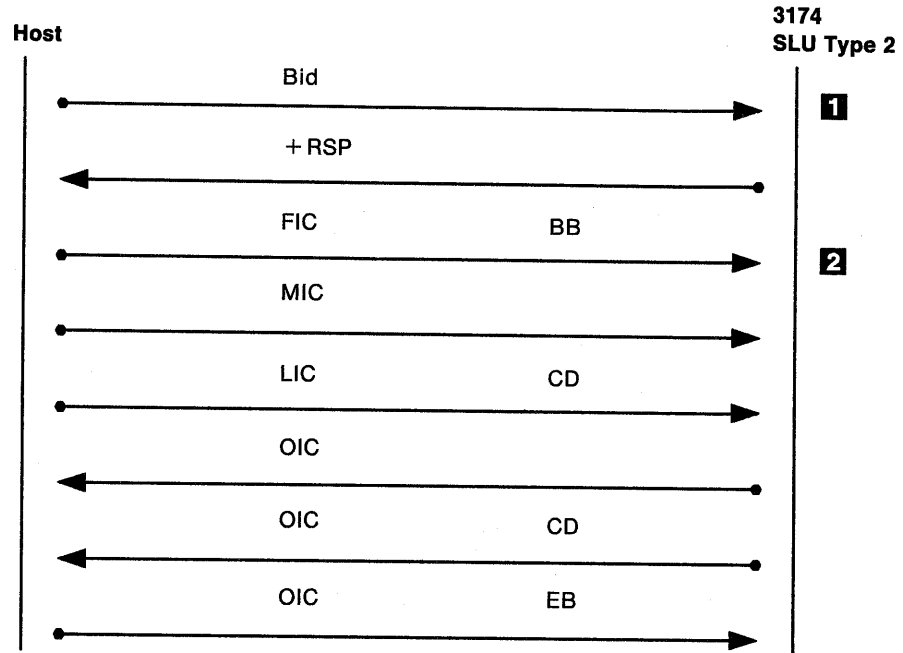 Host
3174
SLU Type 2
Bid
1
+ RSP
FIC BB
2
MIC
LIC CD
OIC
OIC CD
OIC EB